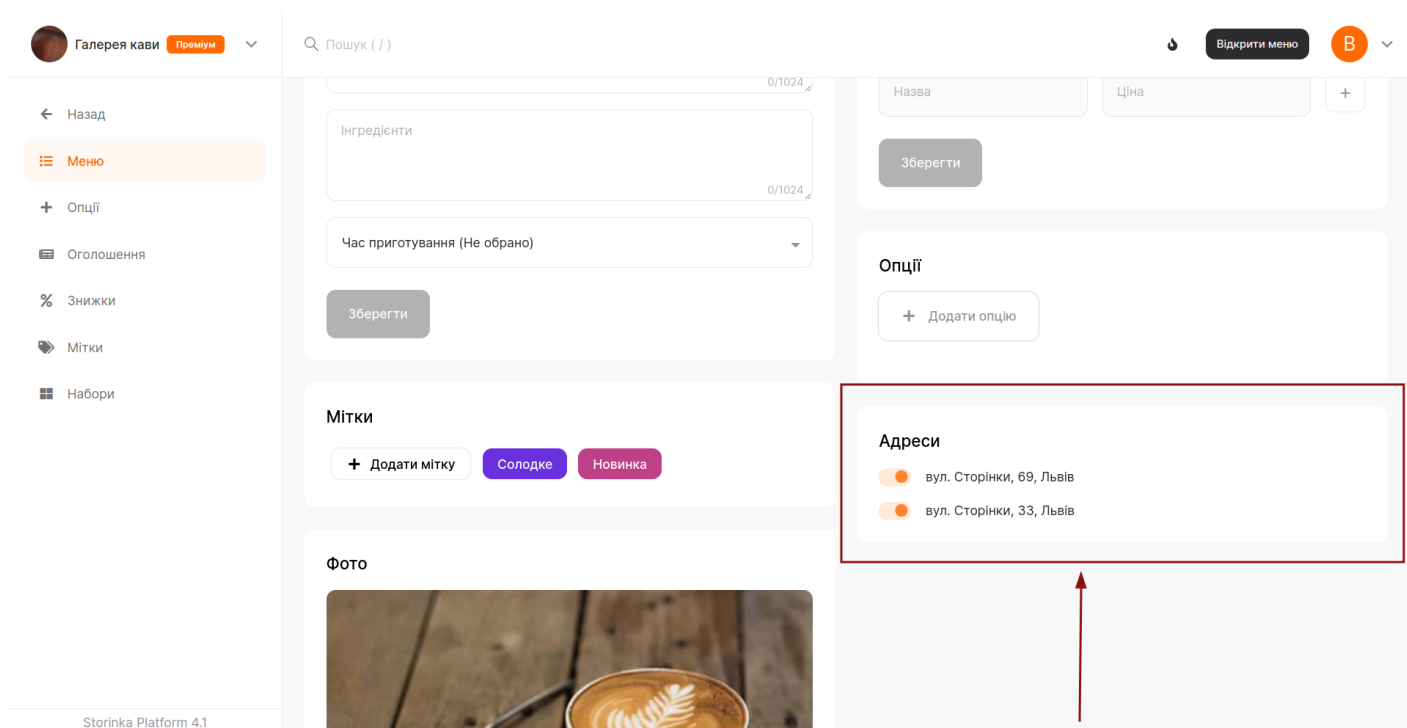 Галерея кави Преміум
Пошук ( / )
Відкрити меню
В
Назад
Меню
Опції
Оголошення
Знижки
Мітки
Набори
Storinka Platform 4.1
0/1024
Інгредієнти
0/1024
Час приготування (Не обрано)
Зберегти
Мітки
Додати мітку Солодке Новинка
Фото
Назва Ціна
Зберегти
Опції
Додати опцію
Адреси
вул. Сторінки, 69, Львів
вул. Сторінки, 33, Львів